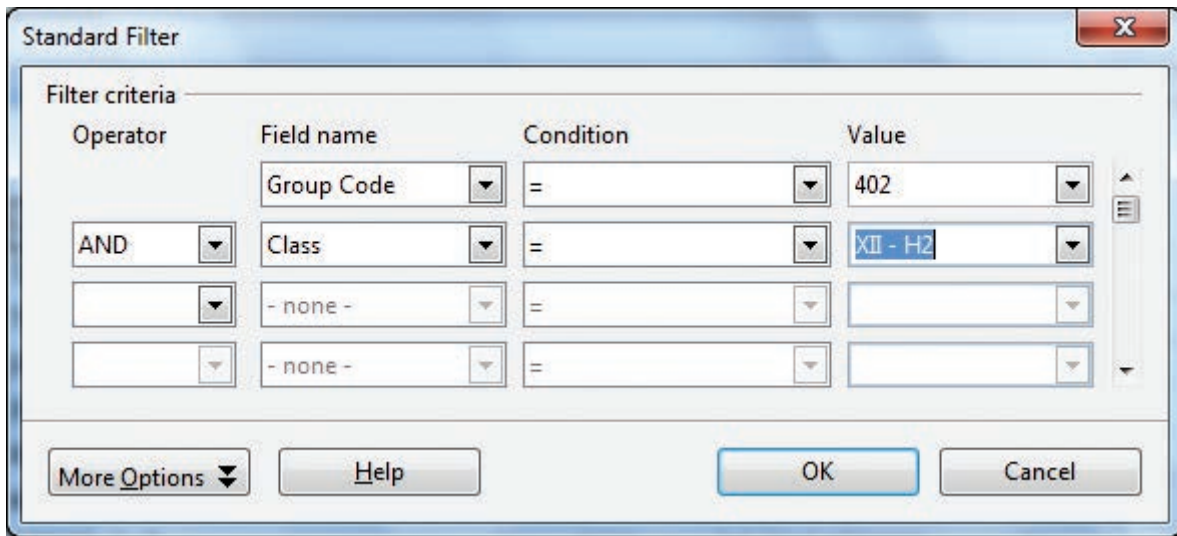 Standard Filter
Filter criteria
Operator Field name Condition Value
Group Code = 402
AND Class = XII - H2
- none - =
- none - =
More Options Help OK Cancel